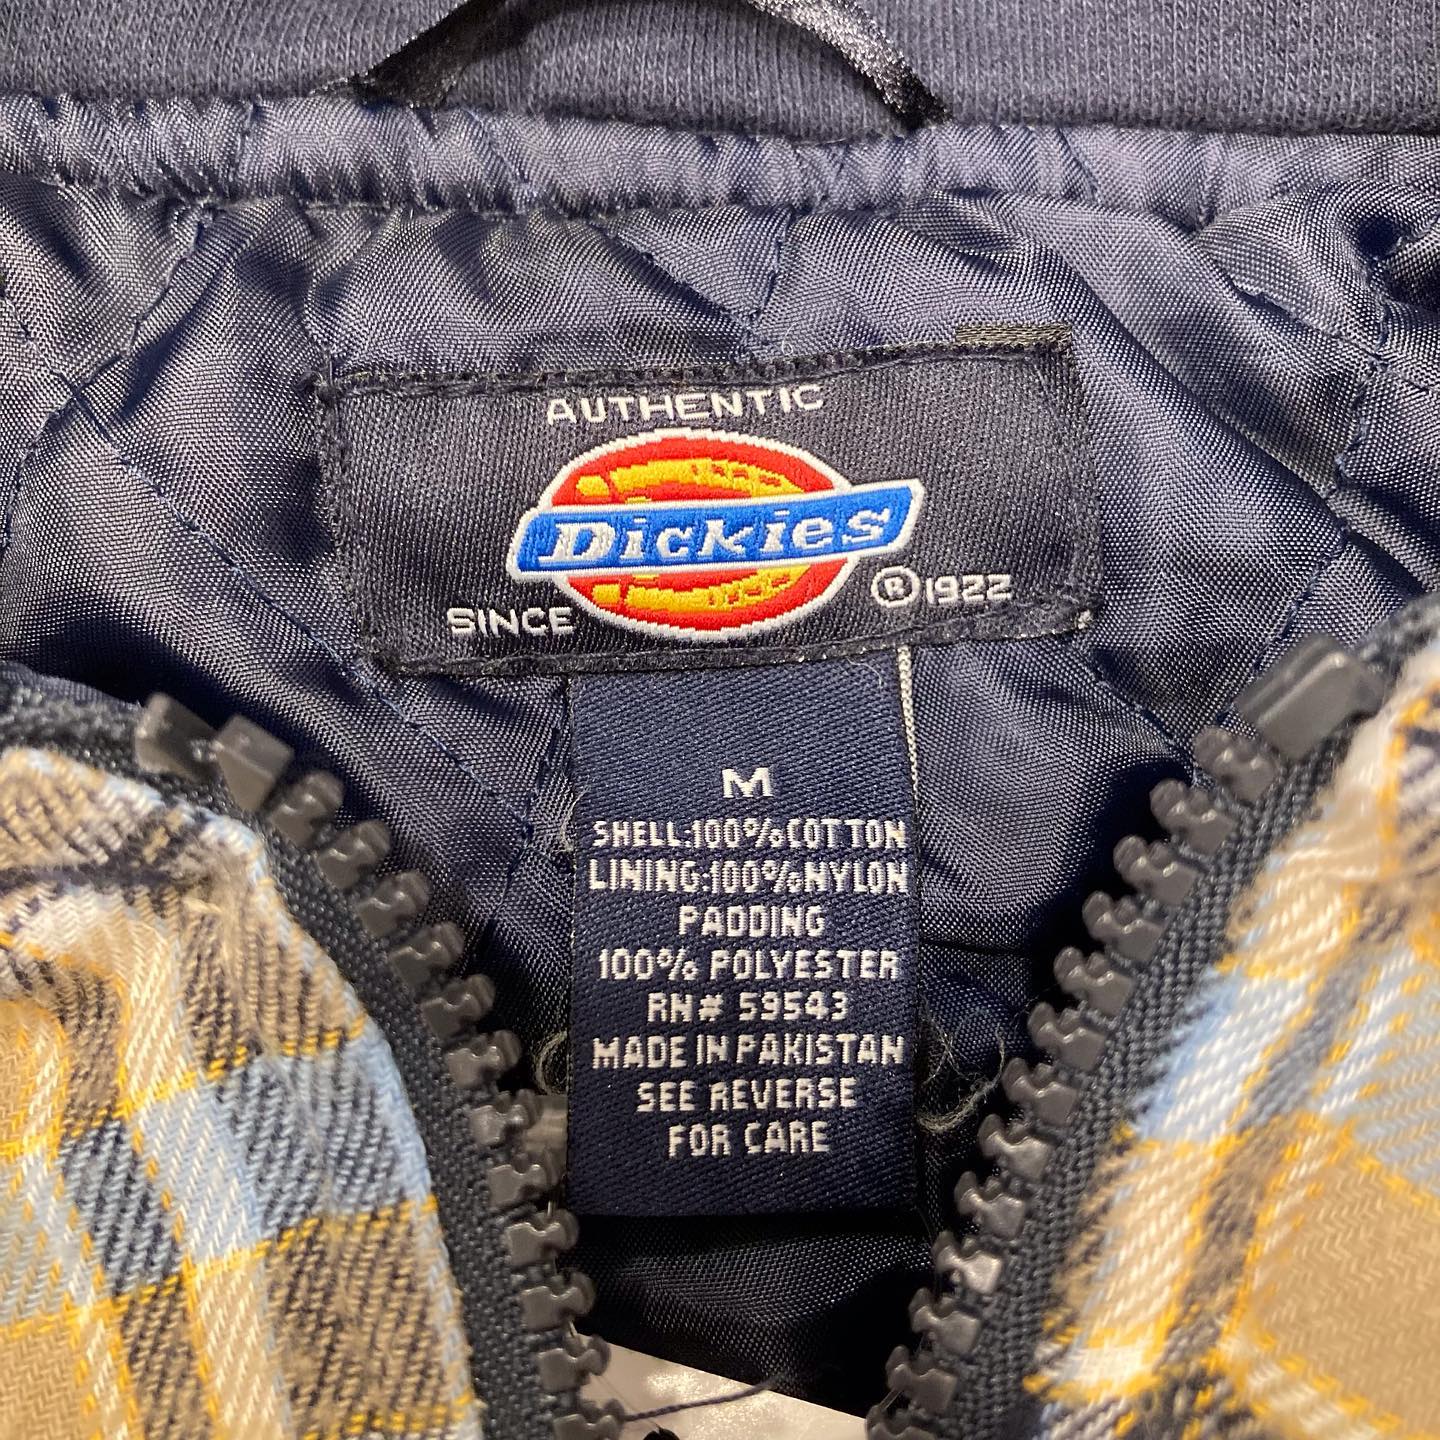 AUTHENTIC
Dickies
SINCE ®1922
M
SHELL:100%COTTON
LINING:100%NYLON
PADDING
100% POLYESTER
RN# 59543
MADE IN PAKISTAN
SEE REVERSE
FOR CARE